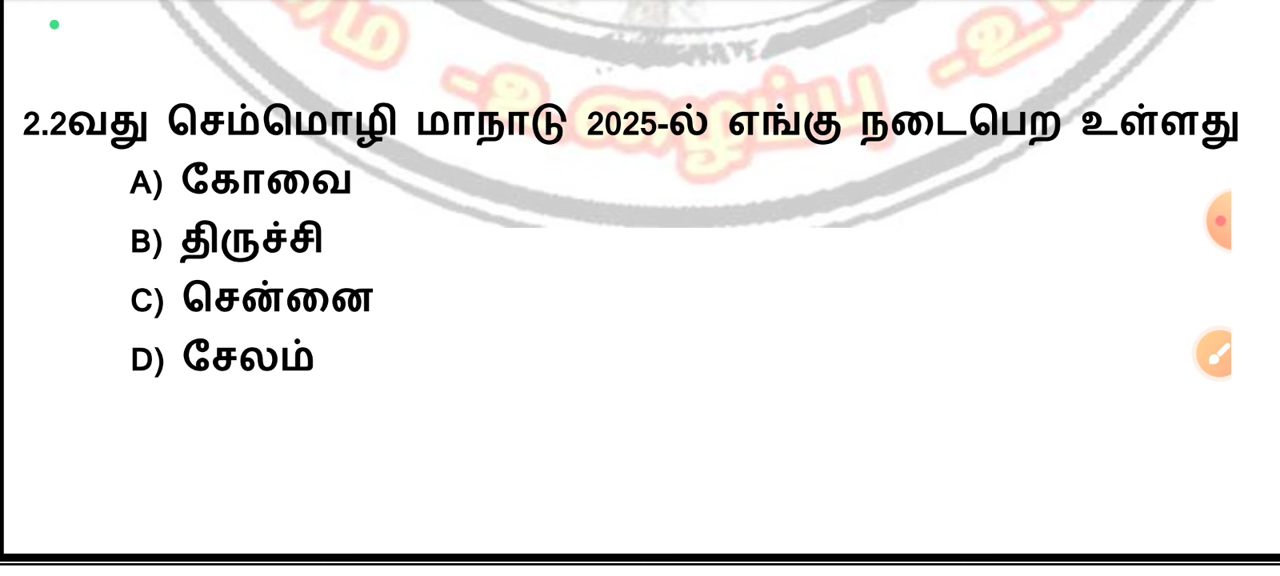 2.2வது செம்மொழி மாநாடு 2025-ல் எங்கு நடைபெற உள்ளது
A) கோவை
B) திருச்சி
C) சென்னை
D) சேலம்